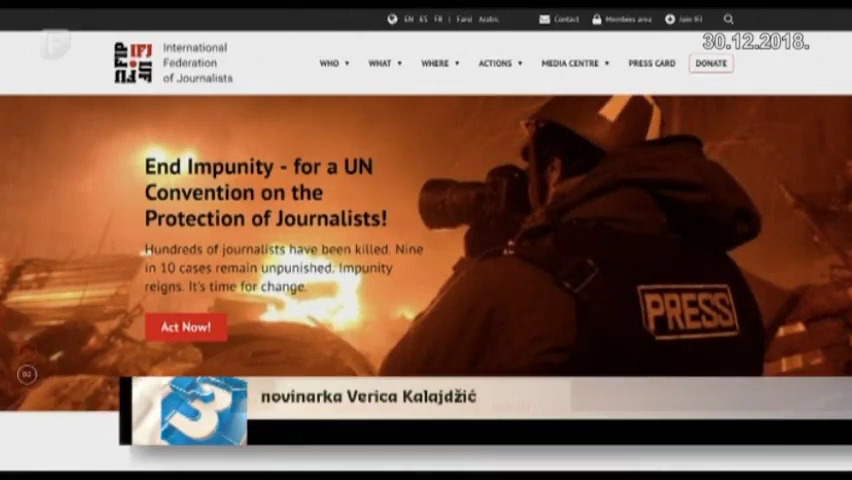 EN ES FR | Farsi Arabic
Contact
Members area
Join IFJ
30.12.2018.
F
FIP IFJ
International
Federation
of Journalists
WHO WHAT WHERE ACTIONS MEDIA CENTRE PRESS CARD DONATE
End Impunity - for a UN
Convention on the
Protection of Journalists!
Hundreds of journalists have been killed. Nine
in 10 cases remain unpunished. Impunity
reigns. It's time for change.
Act Now!
PRESS
3
novinarka Verica Kalajdžić